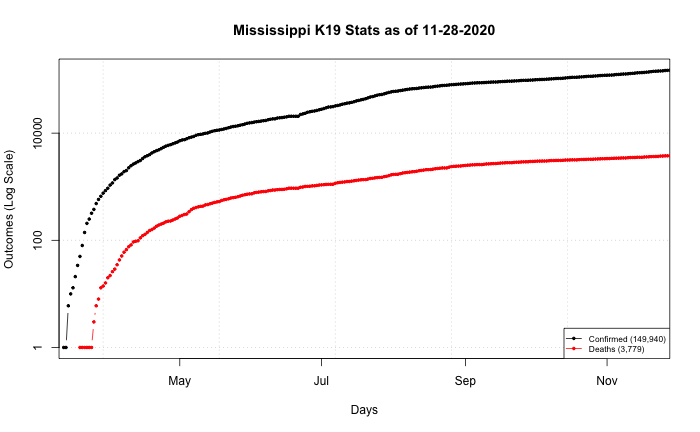 Mississippi K19 Stats as of 11-28-2020
Outcomes (Log Scale)
10000
100
1
Confirmed (149,940)
Deaths (3,779)
May
Jul
Sep
Nov
Days